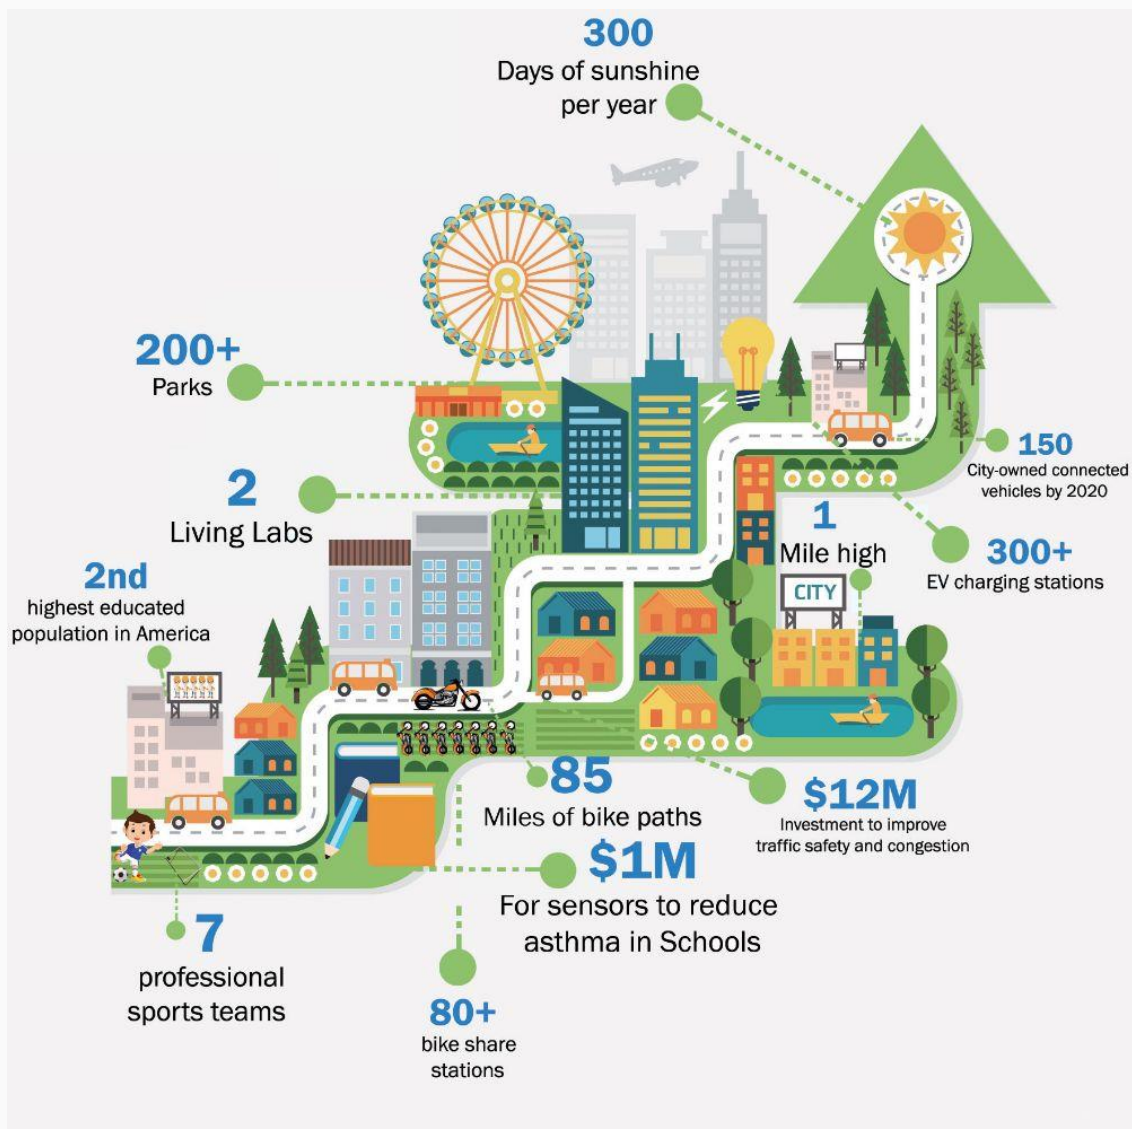 300
Days of sunshine
per year
200+
Parks
150
City-owned connected
vehicles by 2020
2
Living Labs
1
Mile high
300+
EV charging stations
2nd
highest educated
population in America
CITY
85
Miles of bike paths
$12M
Investment to improve
traffic safety and congestion
$1M
For sensors to reduce
asthma in Schools
7
professional
sports teams
80+
bike share
stations